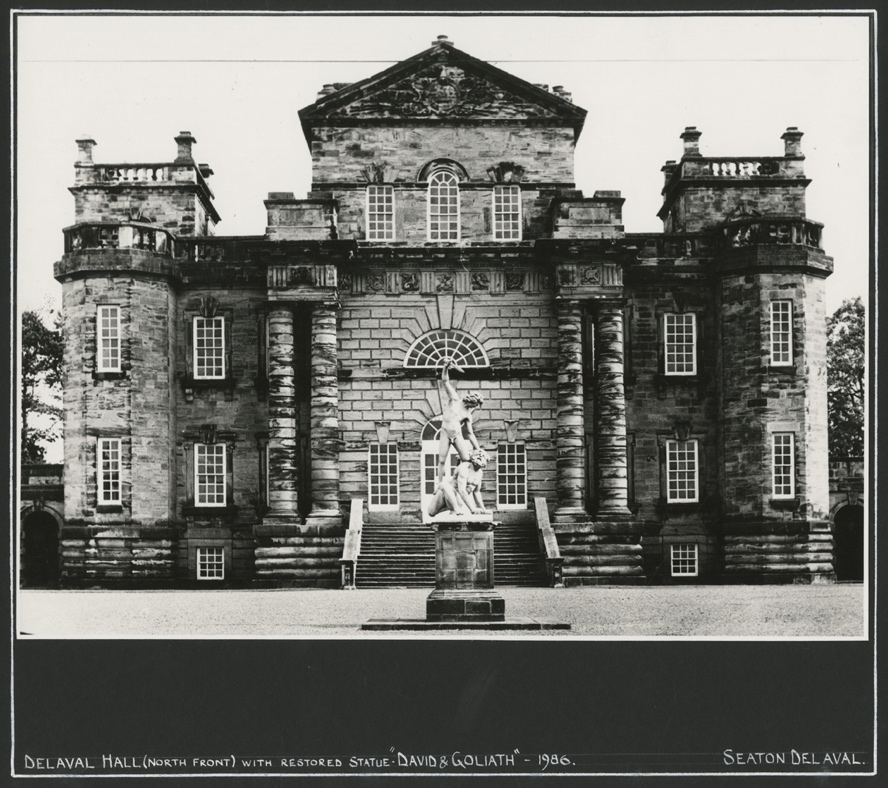 DELAVAL HALL (NORTH FRONT) WITH RESTORED STATUE · "DAVID & GOLIATH" - 1986. SEATON DELAVAL.